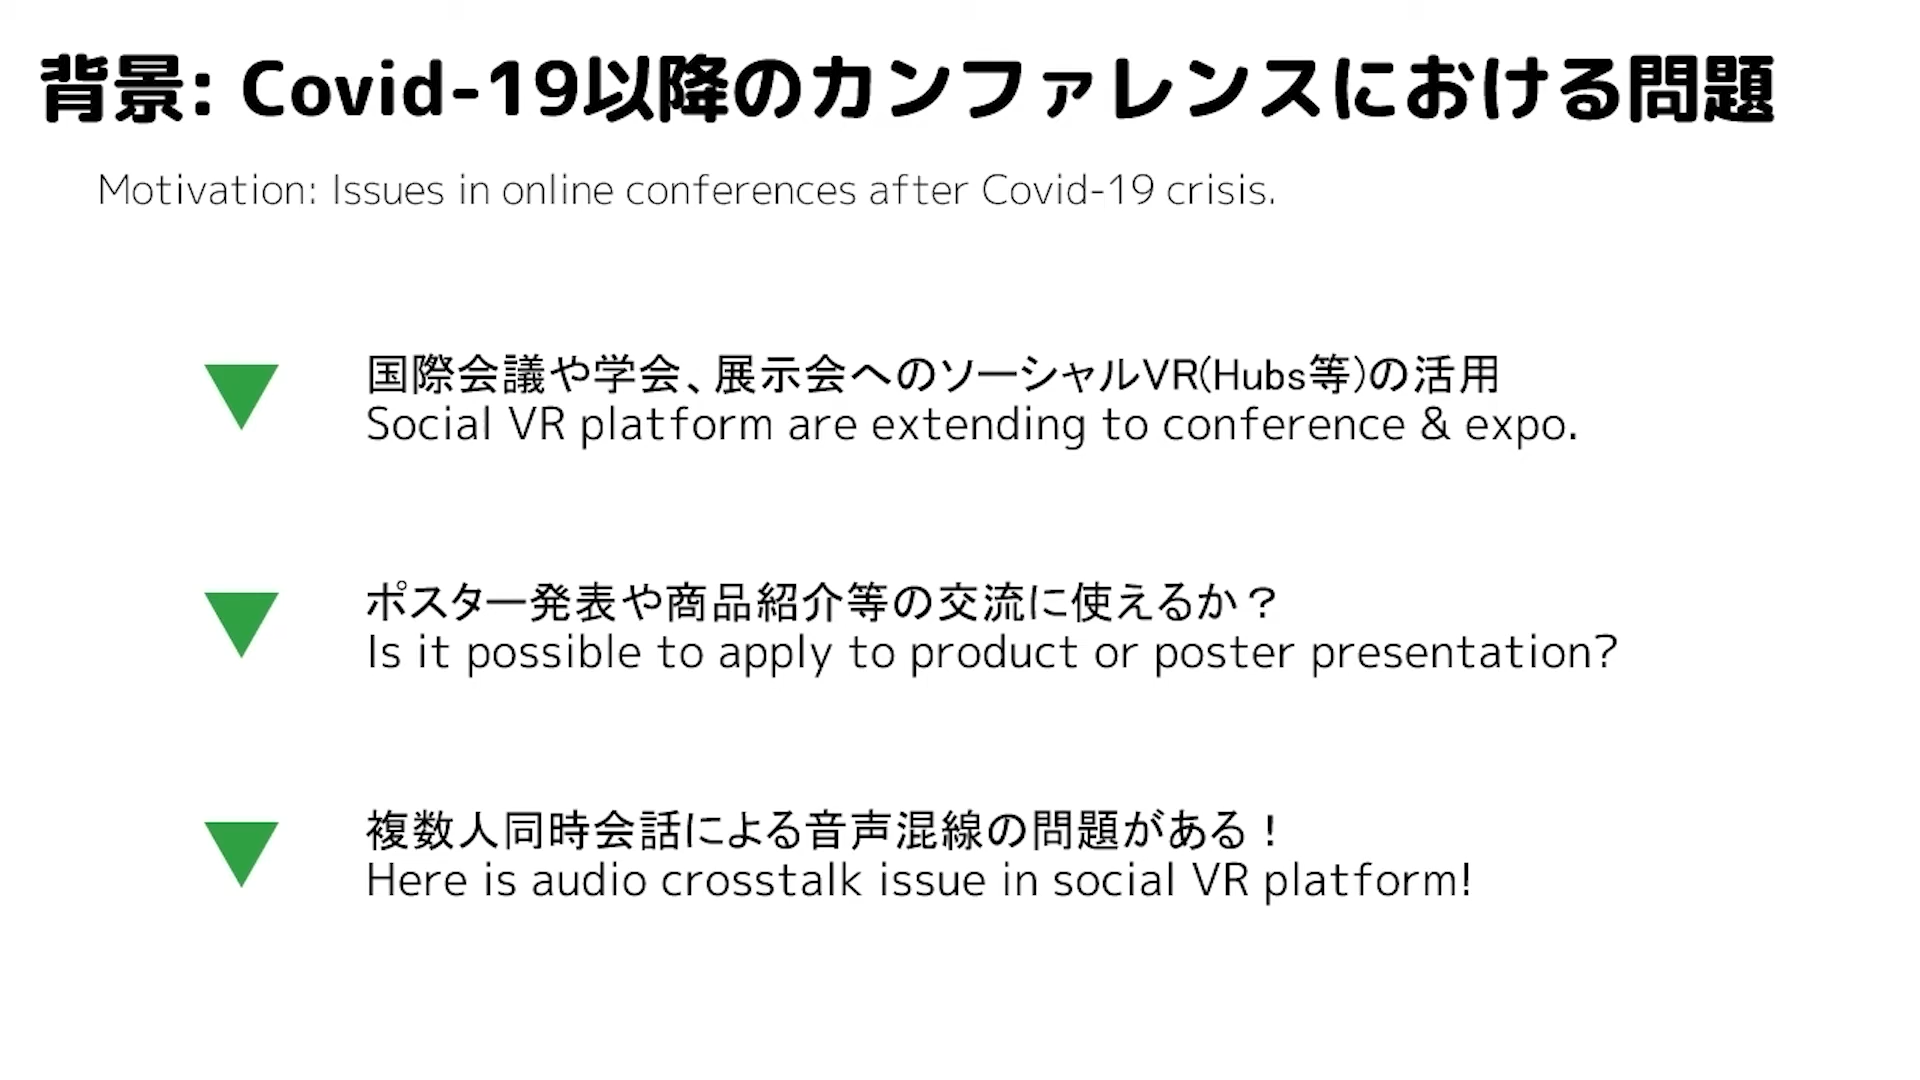 背景: Covid-19以降のカンファレンスにおける問題
Motivation: Issues in online conferences after Covid-19 crisis.
国際会議や学会、展示会へのソーシャルVR(Hubs等)の活用
Social VR platform are extending to conference & expo.
ポスター発表や商品紹介等の交流に使えるか？
Is it possible to apply to product or poster presentation?
複数人同時会話による音声混線の問題がある！
Here is audio crosstalk issue in social VR platform!